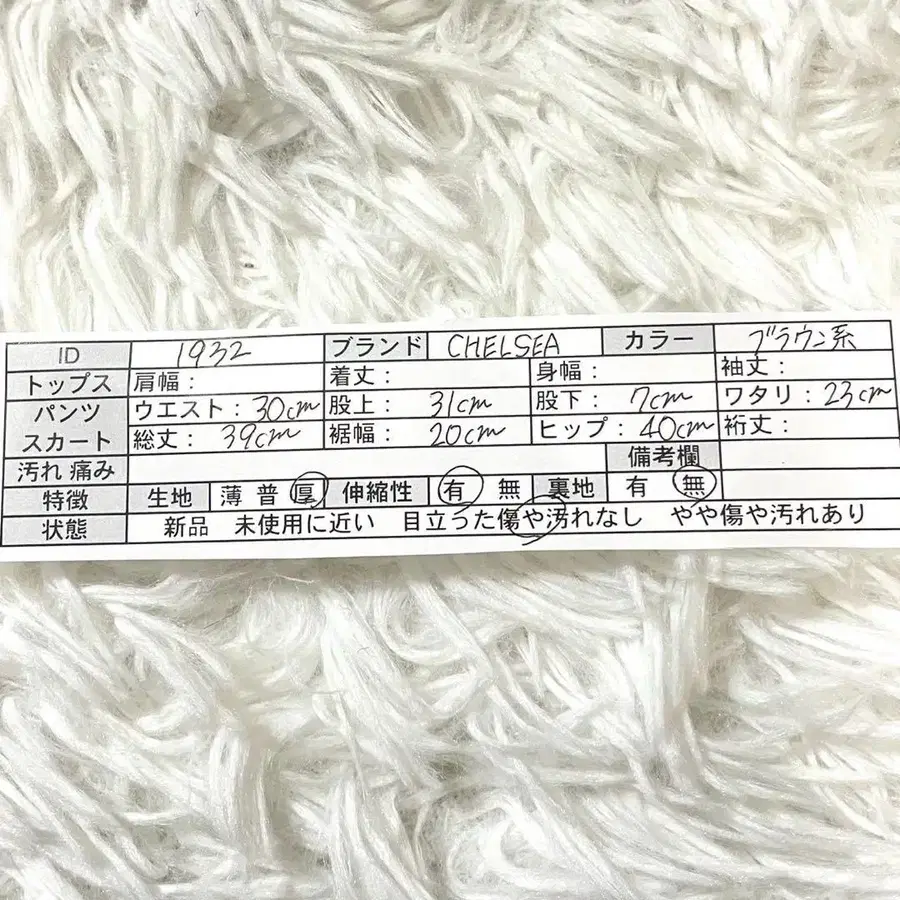 ID 1932 ブランド CHELSEA カラー ブラウン系
トップス 肩幅： 着丈： 身幅： 袖丈：
パンツ スカート ウエスト：30cm 股上：31cm 股下：7cm ワタリ：23cm
総丈：39cm 裾幅：20cm ヒップ：40cm 裄丈：
汚れ 痛み 備考欄
特徴 生地 薄 普 厚 伸縮性 有 無 裏地 有 無
状態 新品 未使用に近い 目立った傷や汚れなし やや傷や汚れあり